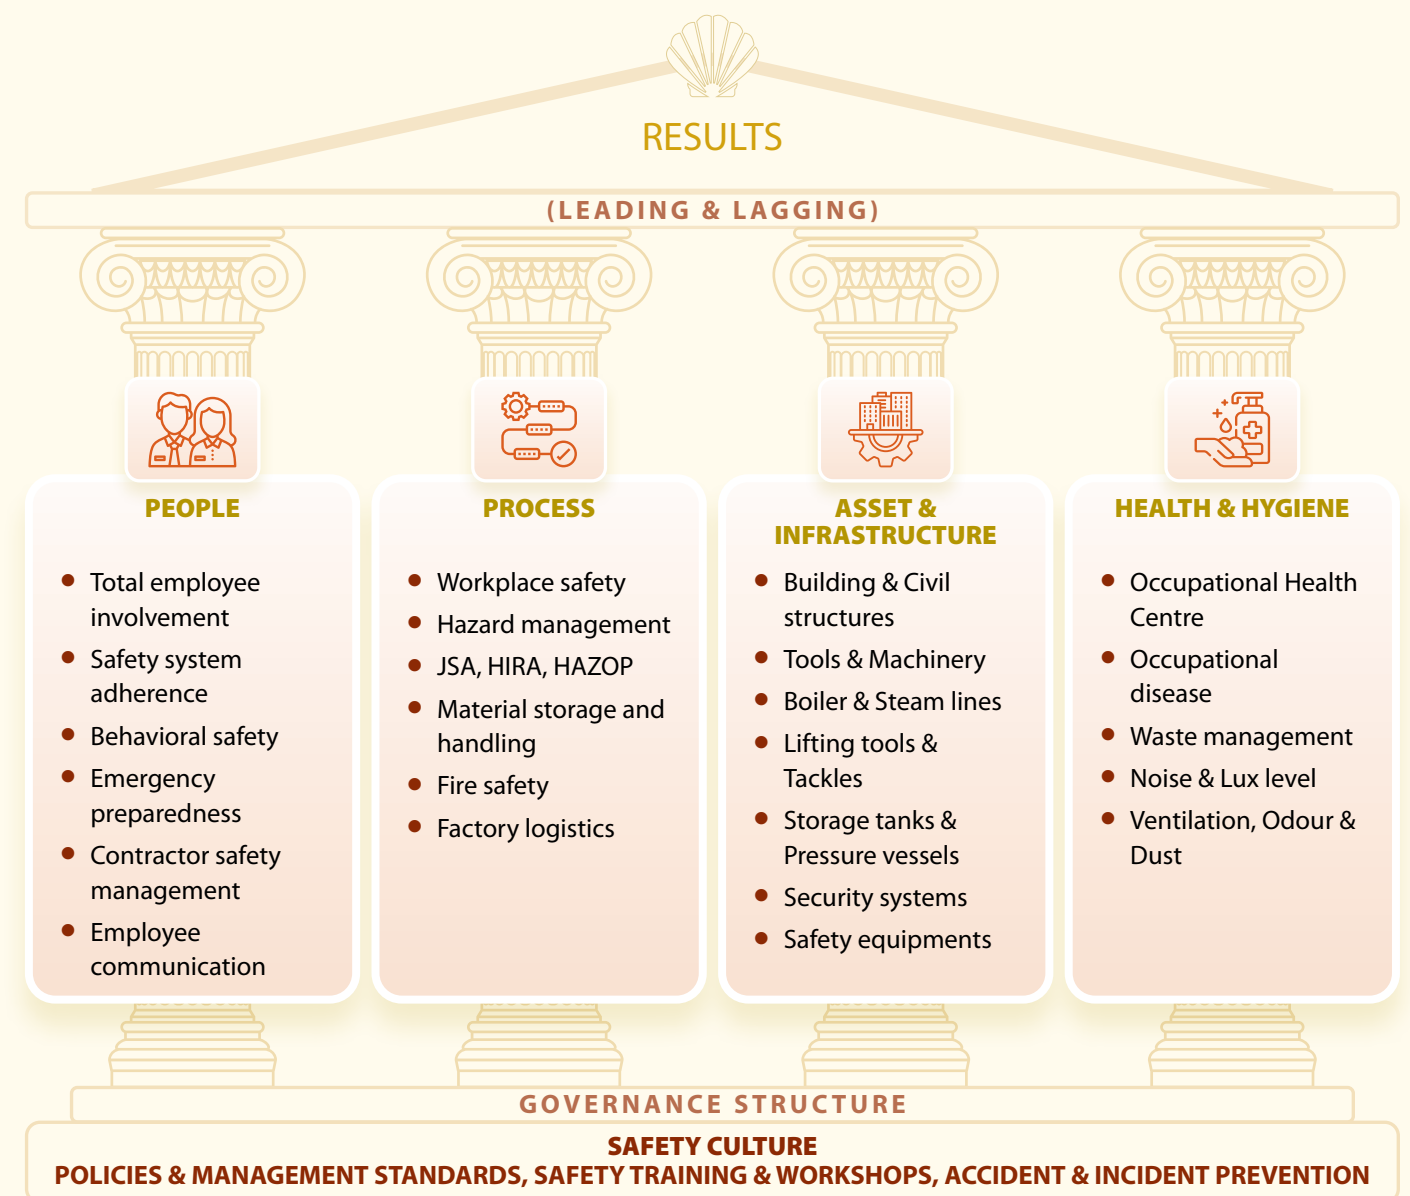 RESULTS
(LEADING & LAGGING)
PEOPLE
• Total employee
involvement
• Safety system
adherence
• Behavioral safety
• Emergency
preparedness
• Contractor safety
management
• Employee
communication
PROCESS
• Workplace safety
• Hazard management
• JSA, HIRA, HAZOP
• Material storage and
handling
• Fire safety
• Factory logistics
ASSET &
INFRASTRUCTURE
• Building & Civil
structures
• Tools & Machinery
• Boiler & Steam lines
• Lifting tools &
Tackles
• Storage tanks &
Pressure vessels
• Security systems
• Safety equipments
HEALTH & HYGIENE
• Occupational Health
Centre
• Occupational
disease
• Waste management
• Noise & Lux level
• Ventilation, Odour &
Dust
GOVERNANCE STRUCTURE
SAFETY CULTURE
POLICIES & MANAGEMENT STANDARDS, SAFETY TRAINING & WORKSHOPS, ACCIDENT & INCIDENT PREVENTION